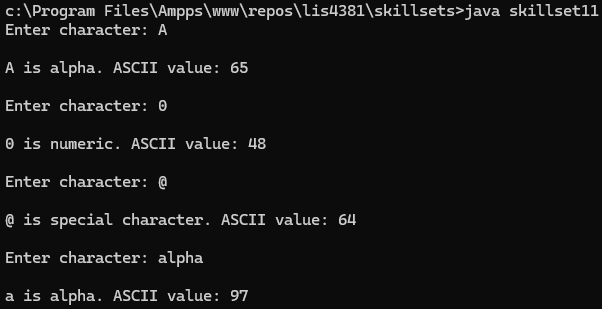 c:\Program Files\Ampps\www\repos\lis4381\skillsets>java skillset11
Enter character: A
A is alpha. ASCII value: 65
Enter character: 0
0 is numeric. ASCII value: 48
Enter character: @
@ is special character. ASCII value: 64
Enter character: alpha
a is alpha. ASCII value: 97